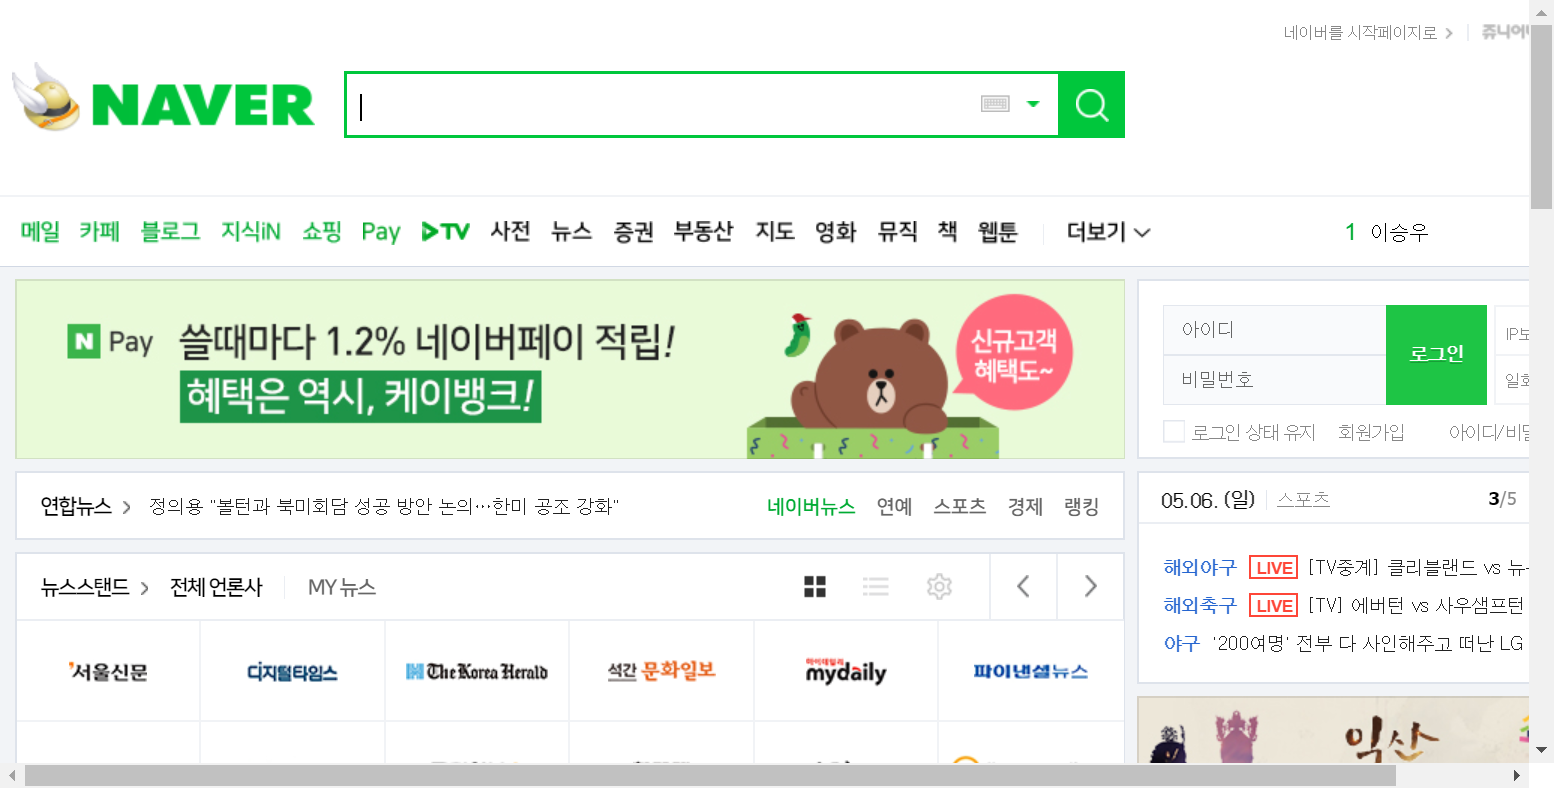 네이버를 시작페이지로
NAVER
메일 카페 블로그 지식iN 쇼핑 Pay TV 사전 뉴스 증권 부동산 지도 영화 뮤직 책 웹툰 더보기 1 이승우
N Pay 쓸때마다 1.2% 네이버페이 적립!
혜택은 역시, 케이뱅크!
신규고객
혜택도~
아이디
비밀번호
로그인
로그인 상태 유지 회원가입 아이디/비
연합뉴스 정의용 "볼턴과 북미회담 성공 방안 논의…한미 공조 강화" 네이버뉴스 연예 스포츠 경제 랭킹
05.06. (일) 스포츠 3/5
뉴스스탠드 전체 언론사 MY 뉴스
해외야구 LIVE [TV중계] 클리블랜드 vs 뉴
해외축구 LIVE [TV] 에버턴 vs 사우샘프턴
야구 '200여명' 전부 다 사인해주고 떠난 LG
서울신문 디지털타임스 The Korea Herald 석간 문화일보 마이데일리 mydaily 파이낸셜뉴스
익산